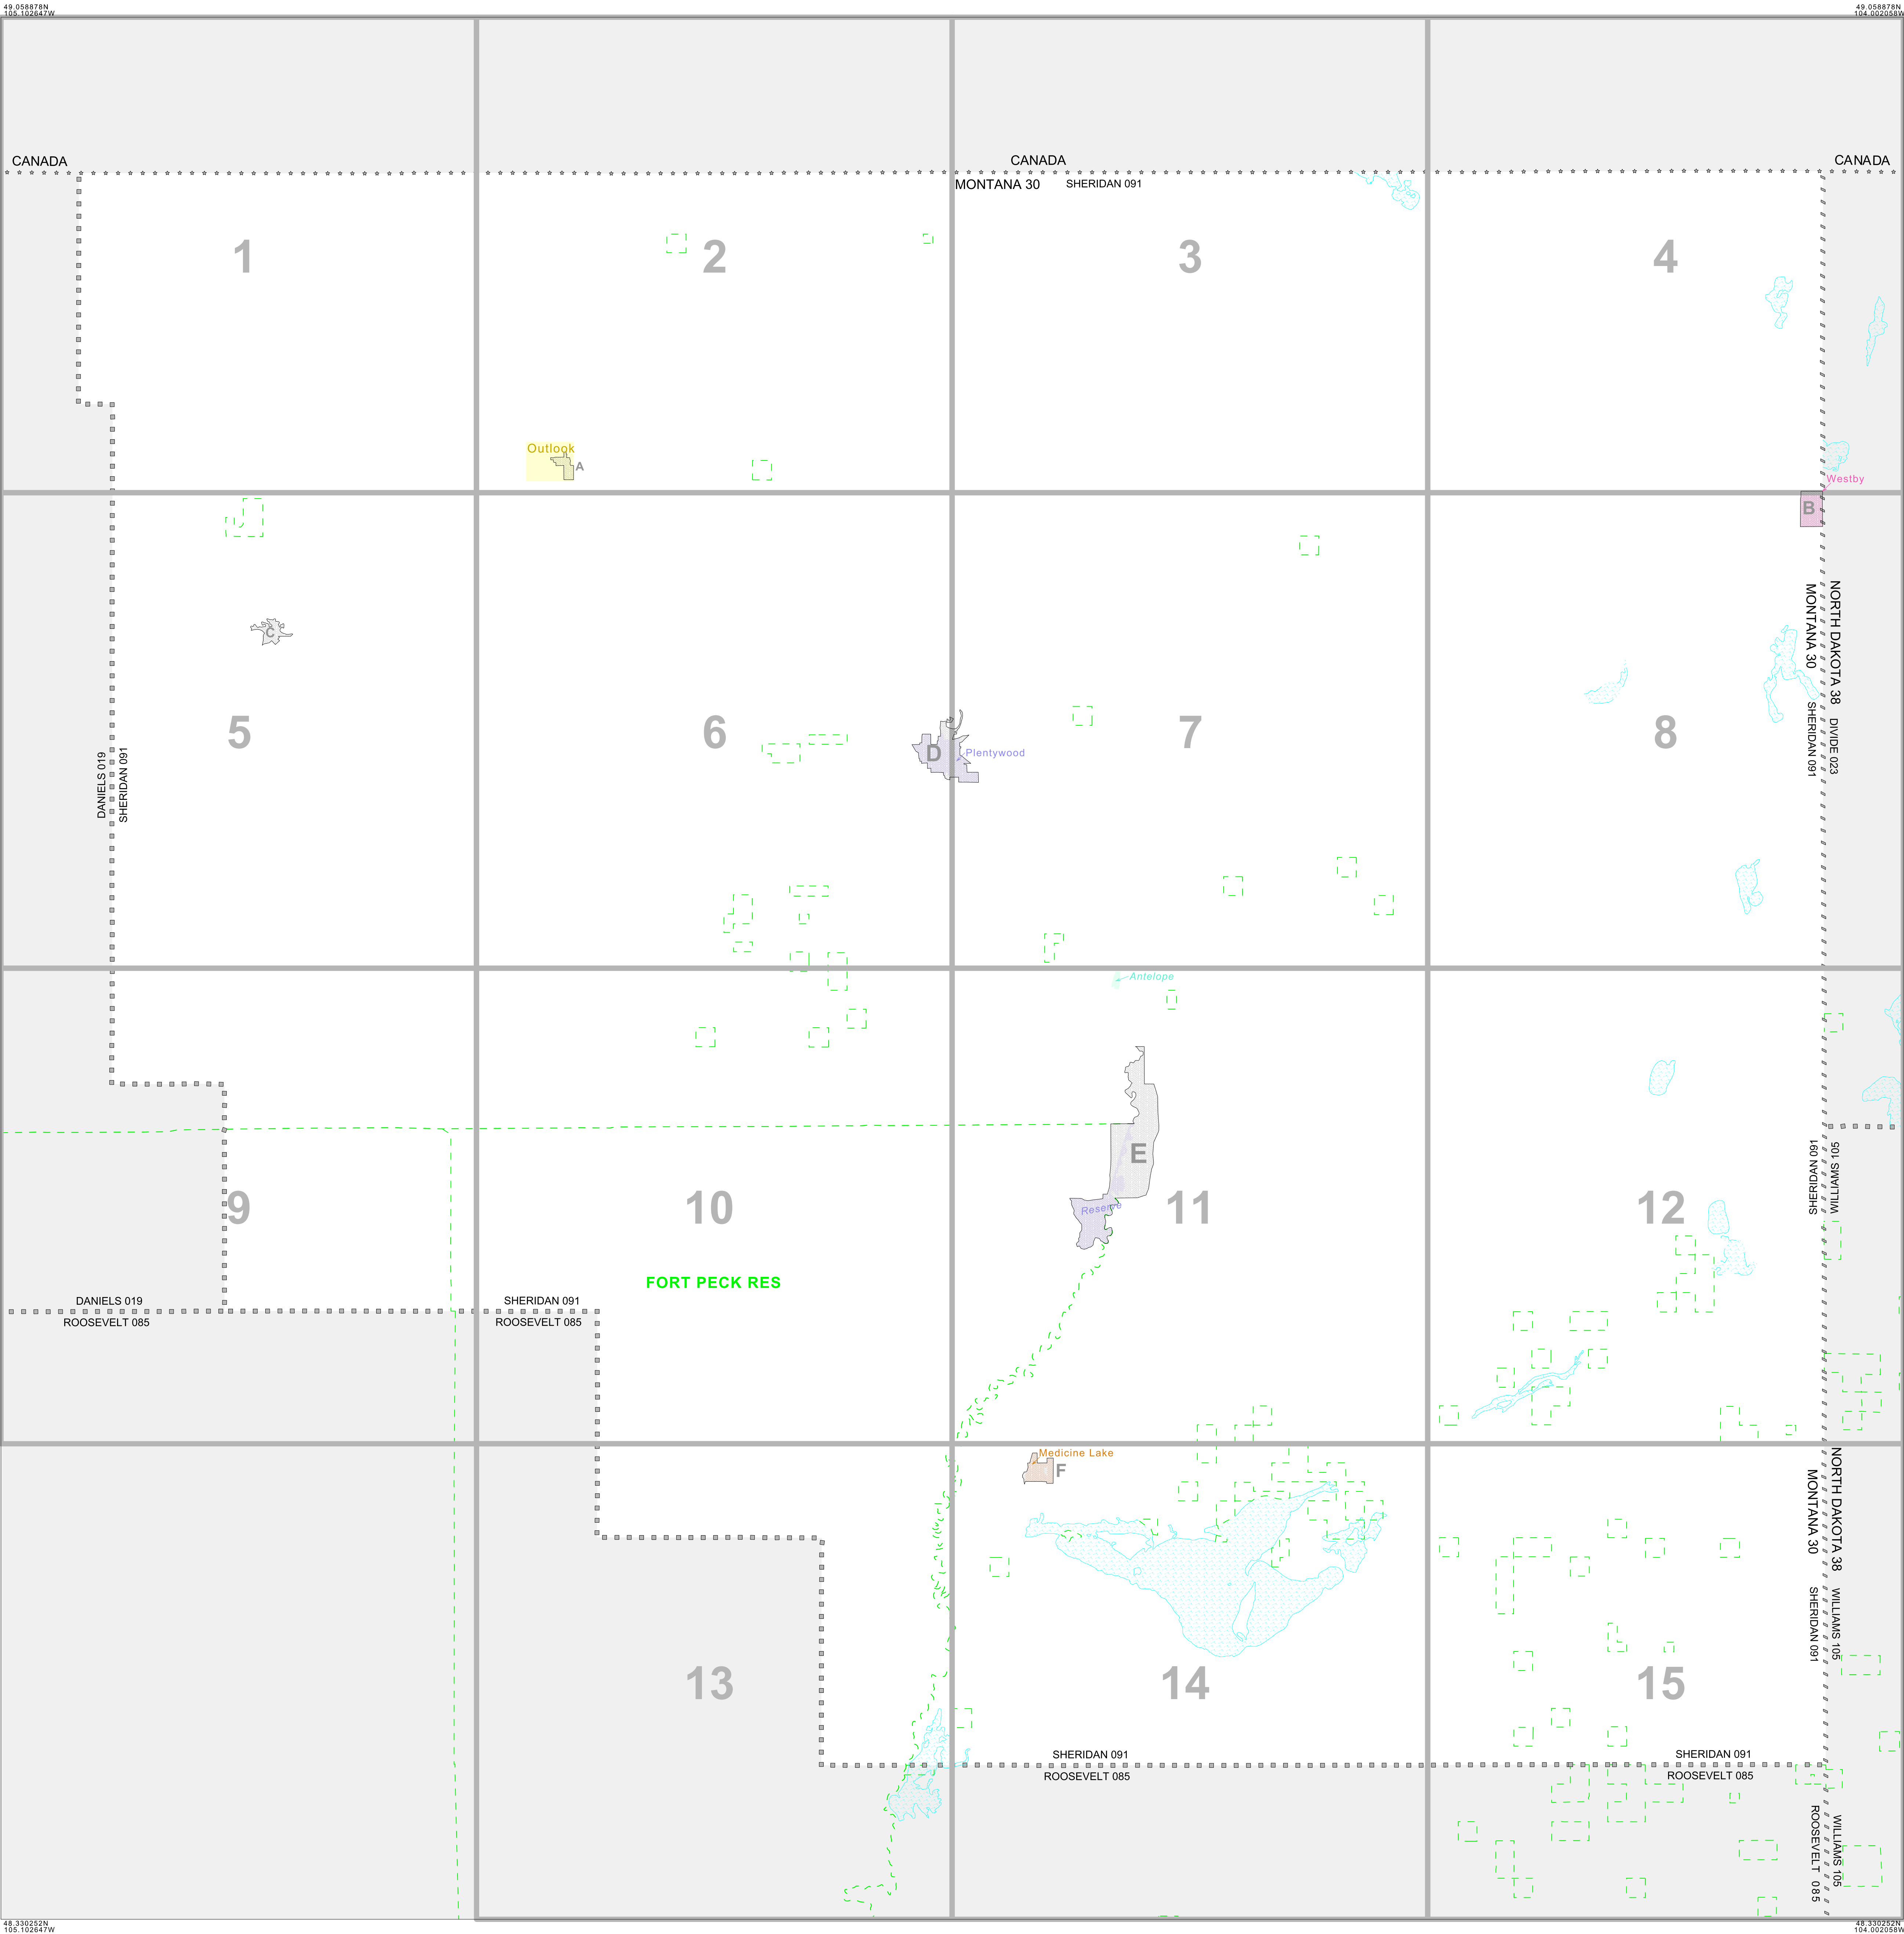 49.058878N
105.102647W
49.058878N
104.002058W
CANADA
CANADA
CANADA
MONTANA 30
SHERIDAN 091
1
2
3
4
Outlook
A
Westby
B
C
NORTH DAKOTA 38
MONTANA 30
DIVIDE 023
SHERIDAN 091
5
6
7
8
D
Plentywood
DANIELS 019
SHERIDAN 091
Antelope
E
WILLIAMS 105
SHERIDAN 091
9
10
11
12
Reserve
FORT PECK RES
DANIELS 019
ROOSEVELT 085
SHERIDAN 091
ROOSEVELT 085
Medicine Lake
F
NORTH DAKOTA 38
MONTANA 30
WILLIAMS 105
SHERIDAN 091
13
14
15
SHERIDAN 091
ROOSEVELT 085
SHERIDAN 091
ROOSEVELT 085
WILLIAMS 105
ROOSEVELT 085
48.330252N
105.102647W
48.330252N
104.002058W